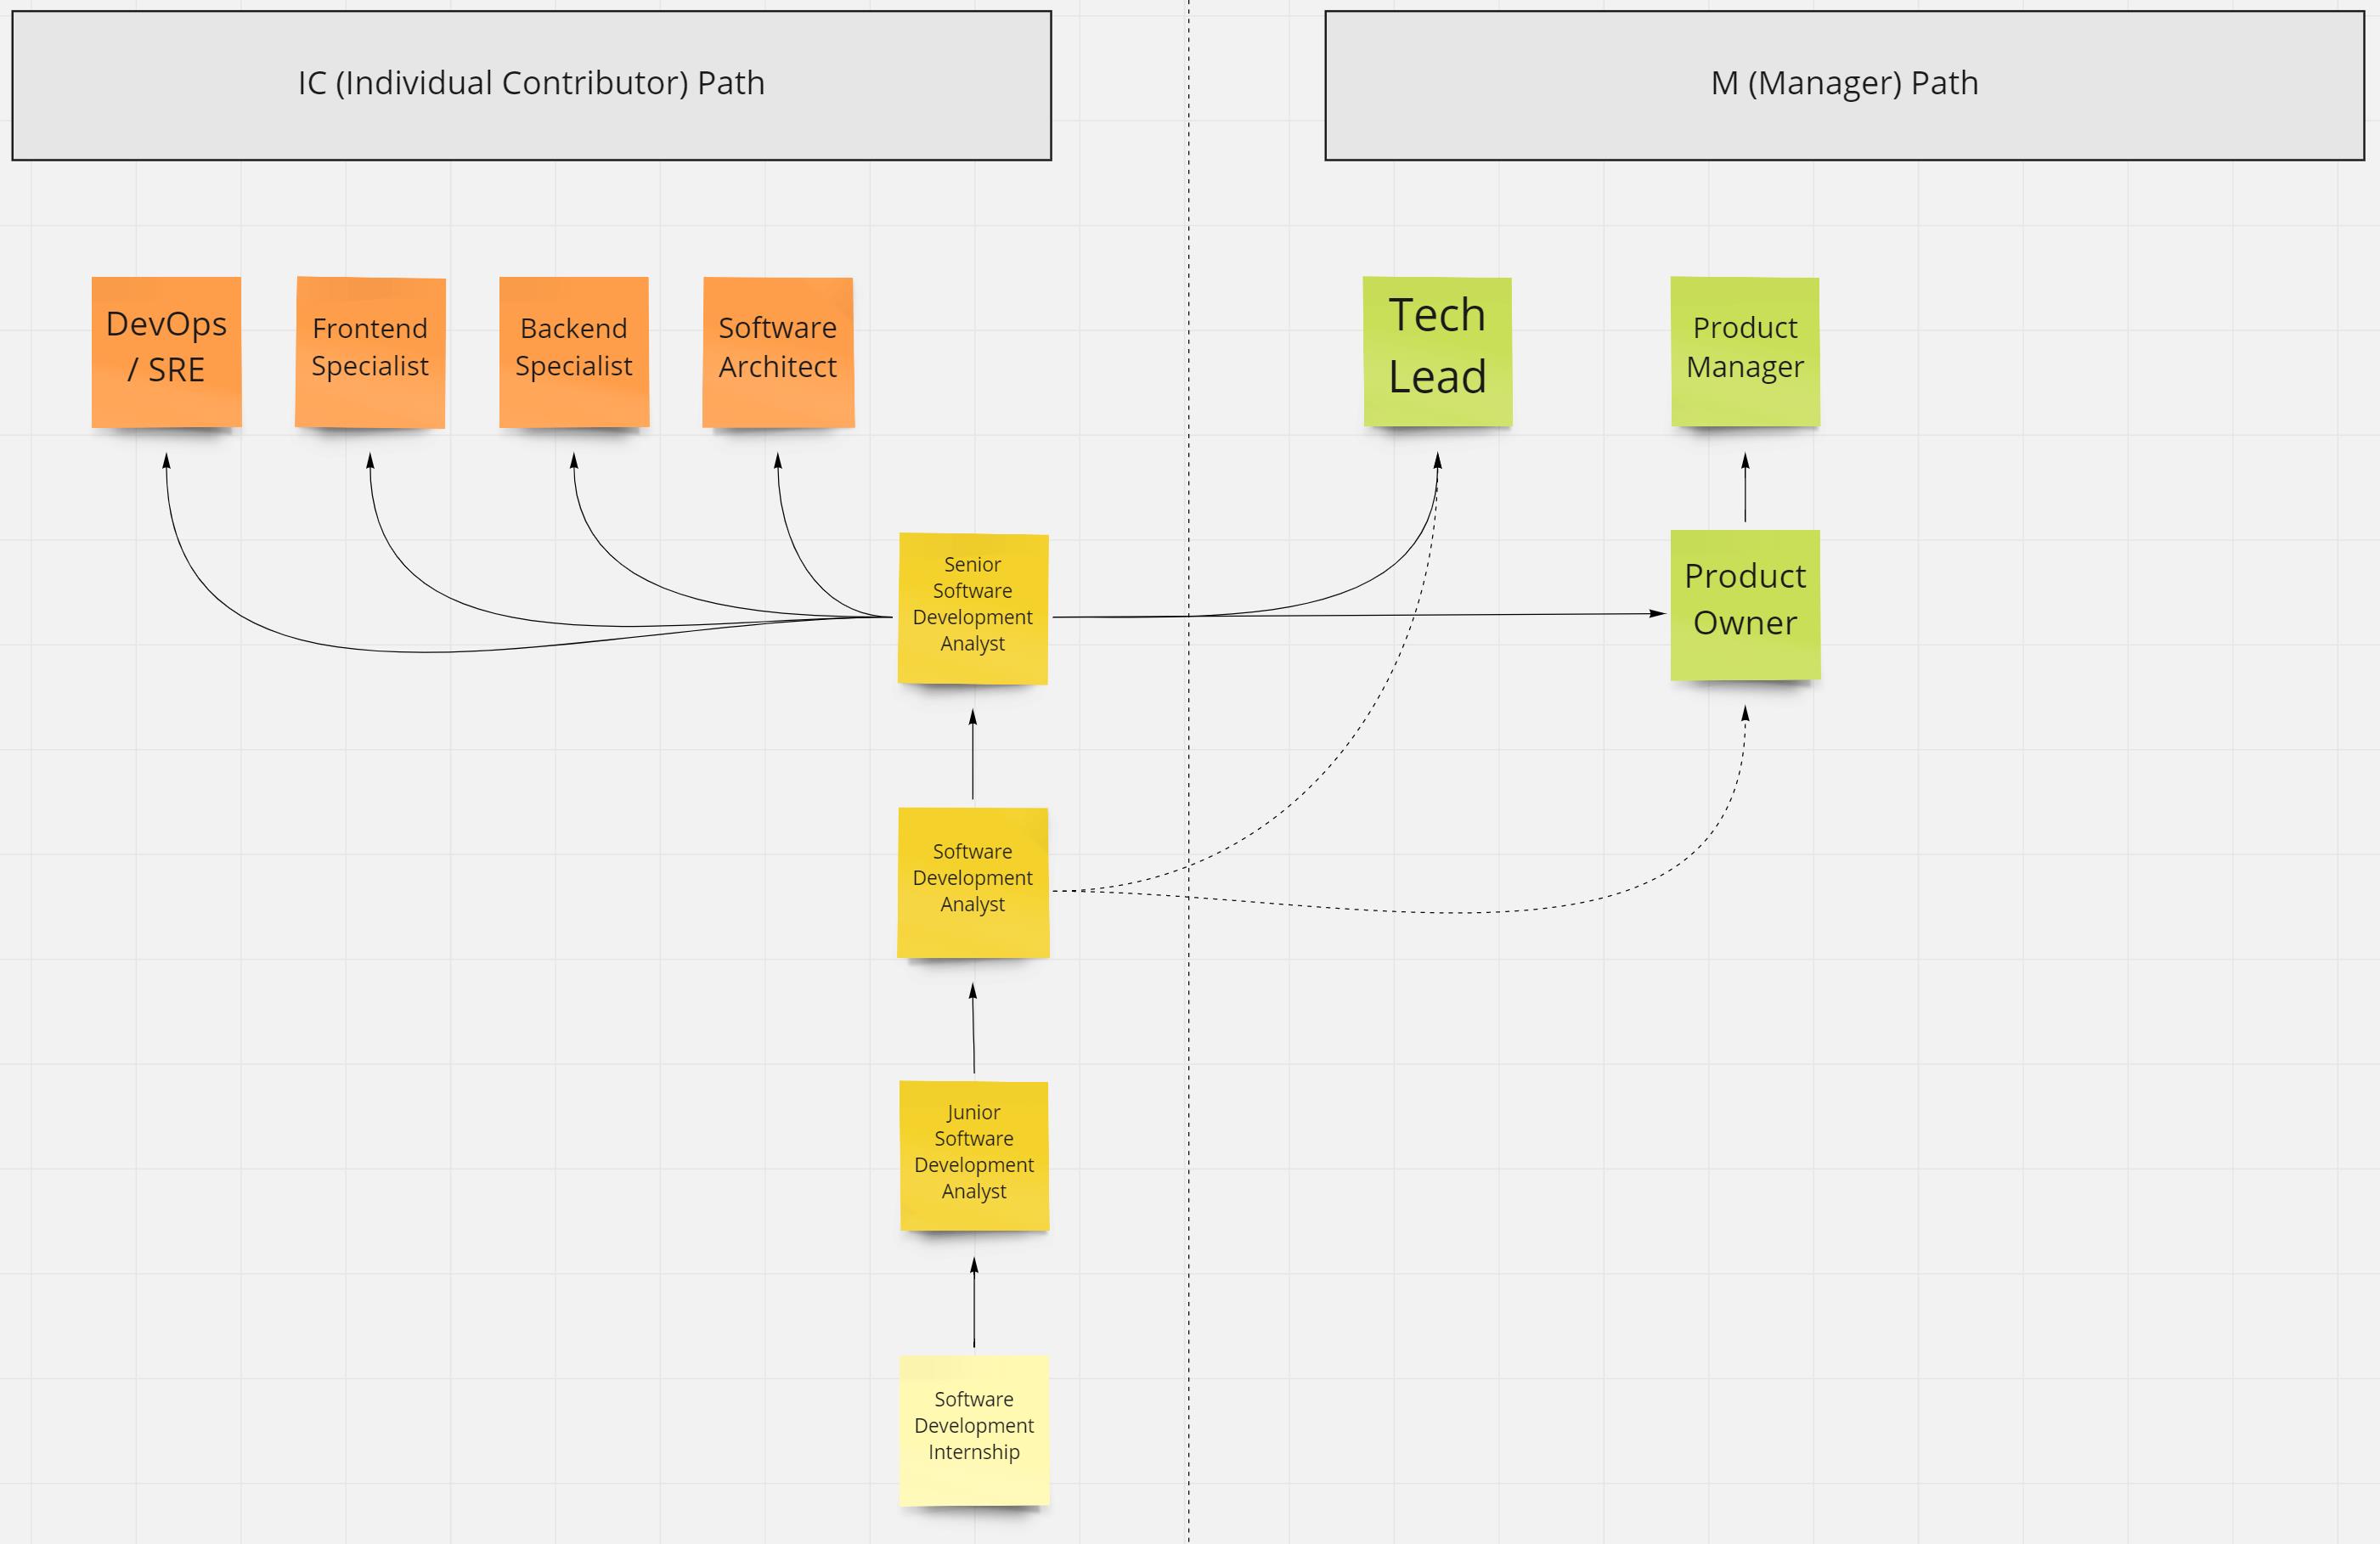 IC (Individual Contributor) Path
M (Manager) Path
DevOps
/ SRE
Frontend
Specialist
Backend
Specialist
Software
Architect
Tech
Lead
Product
Manager
Senior
Software
Development
Analyst
Product
Owner
Software
Development
Analyst
Junior
Software
Development
Analyst
Software
Development
Internship